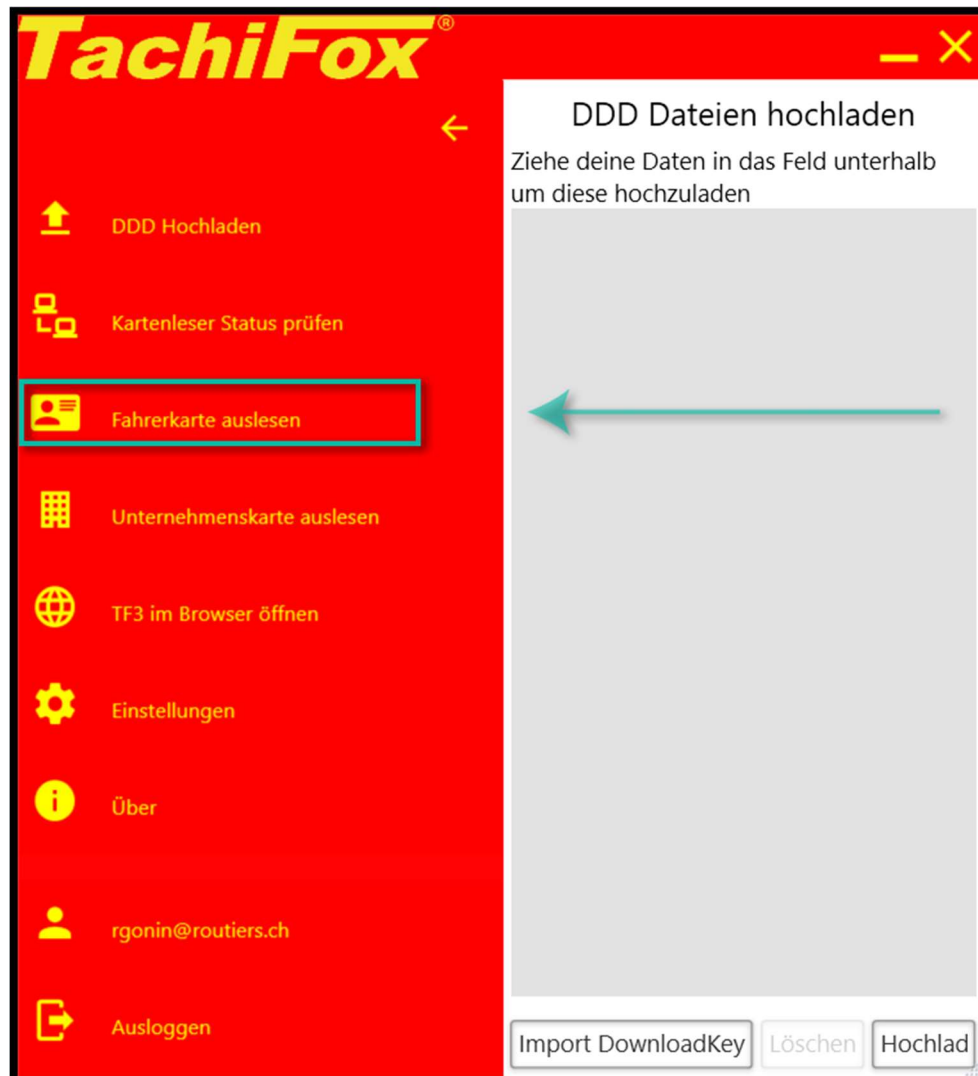 TachiFox®
DDD Hochladen
Kartenleser Status prüfen
Fahrerkarte auslesen
Unternehmenskarte auslesen
TF3 im Browser öffnen
Einstellungen
Über
rgonin@routiers.ch
Ausloggen
DDD Dateien hochladen
Ziehe deine Daten in das Feld unterhalb
um diese hochzuladen
Import DownloadKey
Löschen
Hochlad